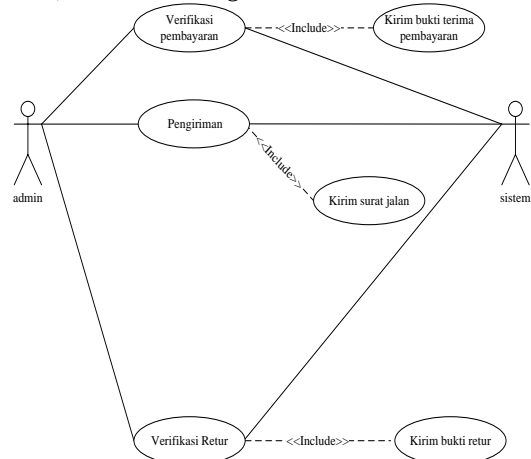 Verifikasi
pembayaran
<<Include>>
Kirim bukti terima
pembayaran
Pengiriman
<<Include>>
admin
Kirim surat jalan
sistem
Verifikasi Retur
<<Include>>
Kirim bukti retur